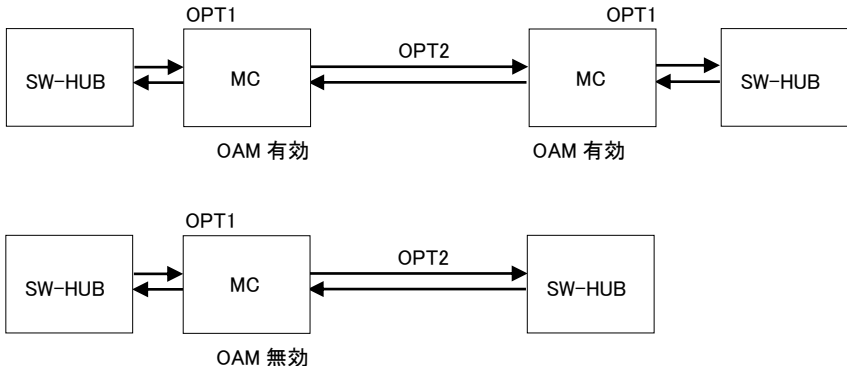 OPT1
OPT1
SW-HUB
MC
OPT2
MC
SW-HUB
OAM 有効
OAM 有効
OPT1
SW-HUB
MC
OPT2
SW-HUB
OAM 無効